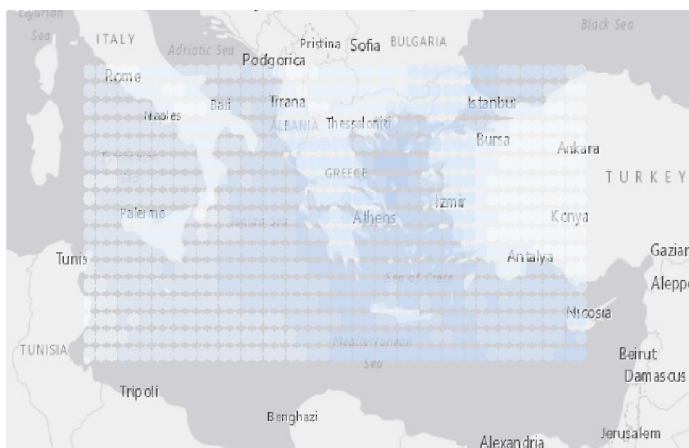 Sea
ITALY
Adriatic Sea
Pristina
Sofia
BULGARIA
Black Sea
Podgorica
Rome
Tirana
Istanbul
Naples
Bari
ALBANIA
Thessaloniki
Bursa
Ankara
GREECE
TURKEY
Izmir
Palermo
Ionian Sea
Athens
Konya
Tunis
Antalya
Gazian
Sea of Crete
Aleppo
Nicosia
TUNISIA
Mediterranean
Sea
Beirut
Damascus
Tripoli
Benghazi
Alexandria
Jerusalem